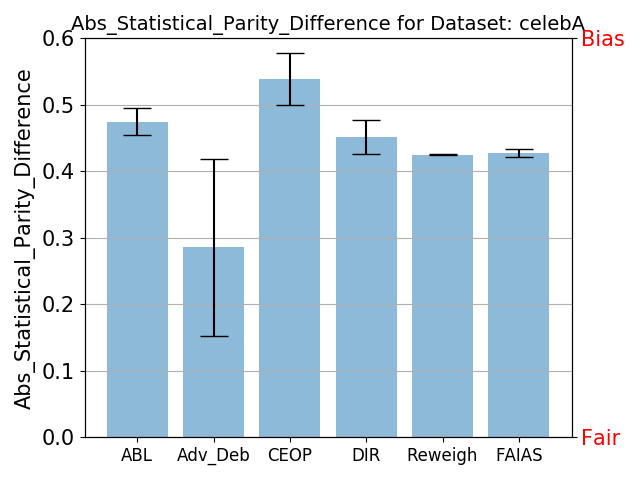 Abs_Statistical_Parity_Difference for Dataset: celebA
Bias
0.6
0.5
0.4
0.3
0.2
0.1
0.0
Abs_Statistical_Parity_Difference
Fair
ABL Adv_Deb CEOP DIR Reweigh FAIAS